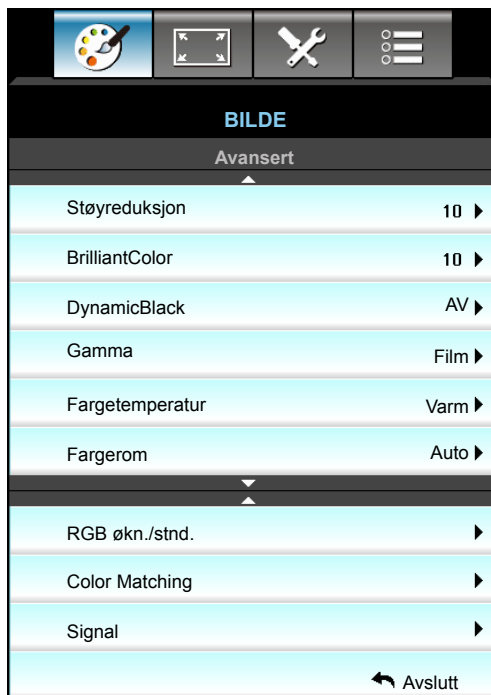 BILDE
Avansert
Støyreduksjon 10
BrilliantColor 10
DynamicBlack AV
Gamma Film
Fargetemperatur Varm
Fargerom Auto
RGB økn./stnd.
Color Matching
Signal
Avslutt